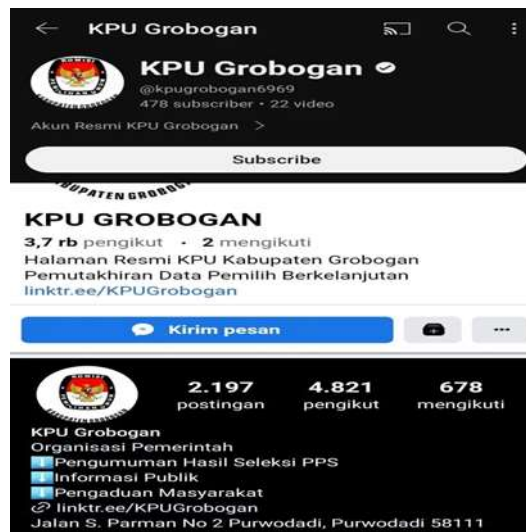 KPU Grobogan
KOMISI
KPU Grobogan
@kpugrobogan6969
478 subscriber • 22 video
Akun Resmi KPU Grobogan >
Subscribe
KPU GROBOGAN
3,7 rb pengikut • 2 mengikuti
Halaman Resmi KPU Kabupaten Grobogan
Pemutakhiran Data Pemilih Berkelanjutan
linktr.ee/KPUGrobogan
Kirim pesan
KOMISI
2.197 4.821 678
postingan pengikut mengikuti
KPU Grobogan
Organisasi Pemerintah
Pengumuman Hasil Seleksi PPS
Informasi Publik
Pengaduan Masyarakat
linktr.ee/KPUGrobogan
Jalan S. Parman No 2 Purwodadi, Purwodadi 58111